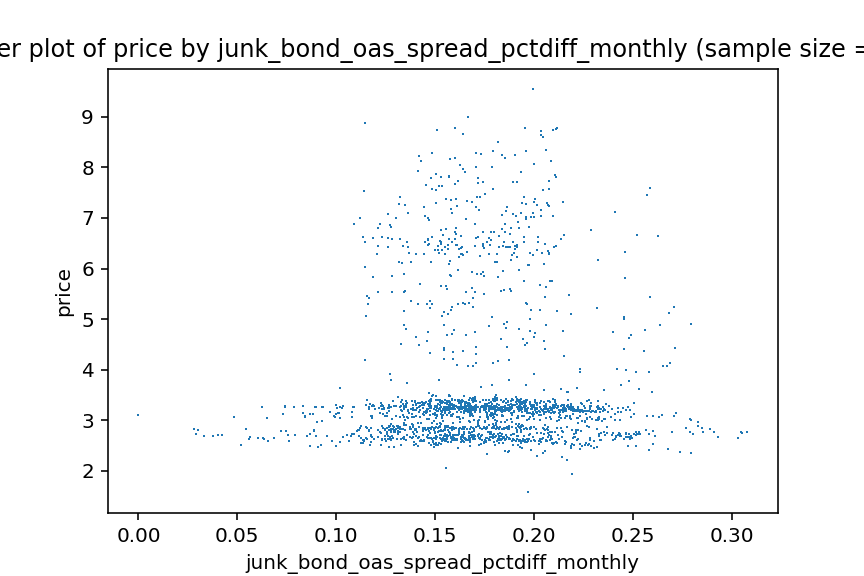 er plot of price by junk_bond_oas_spread_pctdiff_monthly (sample size =
9
8
7
6
5
4
3
2
price
0.00 0.05 0.10 0.15 0.20 0.25 0.30
junk_bond_oas_spread_pctdiff_monthly